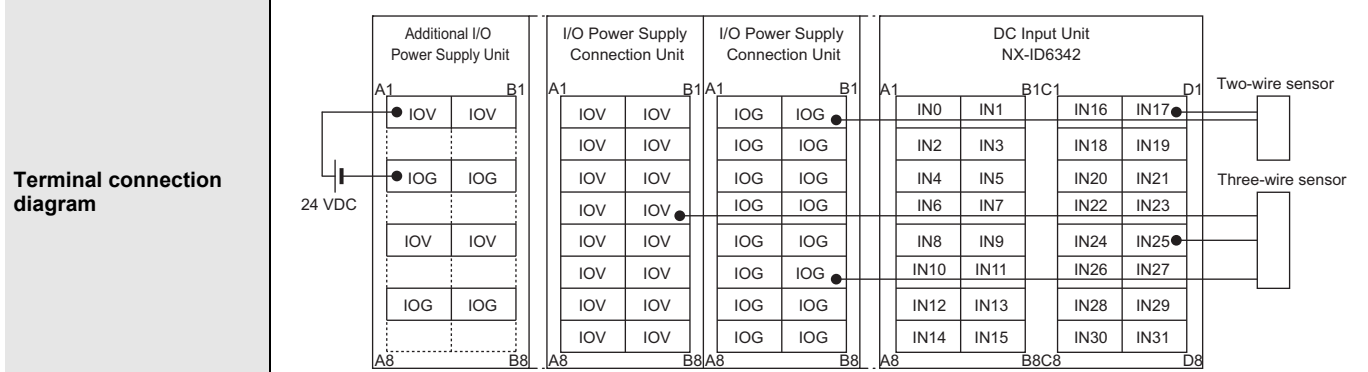 Terminal connection
diagram
Additional I/O
Power Supply Unit
I/O Power Supply
Connection Unit
I/O Power Supply
Connection Unit
DC Input Unit
NX-ID6342
A1 B1 A1 B1 A1 B1 A1 B1 C1 D1
Two-wire sensor
IOV IOV IOV IOV IOG IOG IN0 IN1 IN16 IN17
IOV IOV IOG IOG IN2 IN3 IN18 IN19
IOG IOG IOV IOV IOG IOG IN4 IN5 IN20 IN21
Three-wire sensor
24 VDC
IOV IOV IOG IOG IN6 IN7 IN22 IN23
IOV IOV IOV IOV IOG IOG IN8 IN9 IN24 IN25
IOV IOV IOG IOG IN10 IN11 IN26 IN27
IOG IOG IOV IOV IOG IOG IN12 IN13 IN28 IN29
IOV IOV IOG IOG IN14 IN15 IN30 IN31
A8 B8 A8 B8 A8 B8 A8 B8 C8 D8